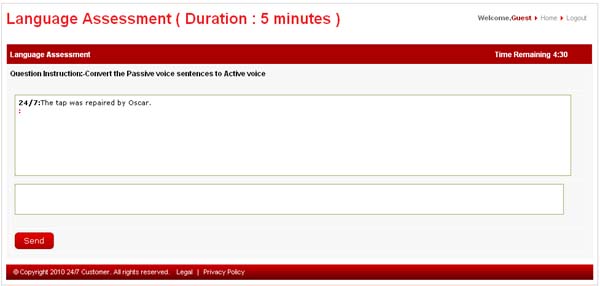 Language Assessment ( Duration : 5 minutes )
Welcome,Guest Home Logout
Language Assessment Time Remaining 4:30
Question Instruction:-Convert the Passive voice sentences to Active voice
24/7:The tap was repaired by Oscar.
:
Send
© Copyright 2010 24/7 Customer. All rights reserved. Legal | Privacy Policy